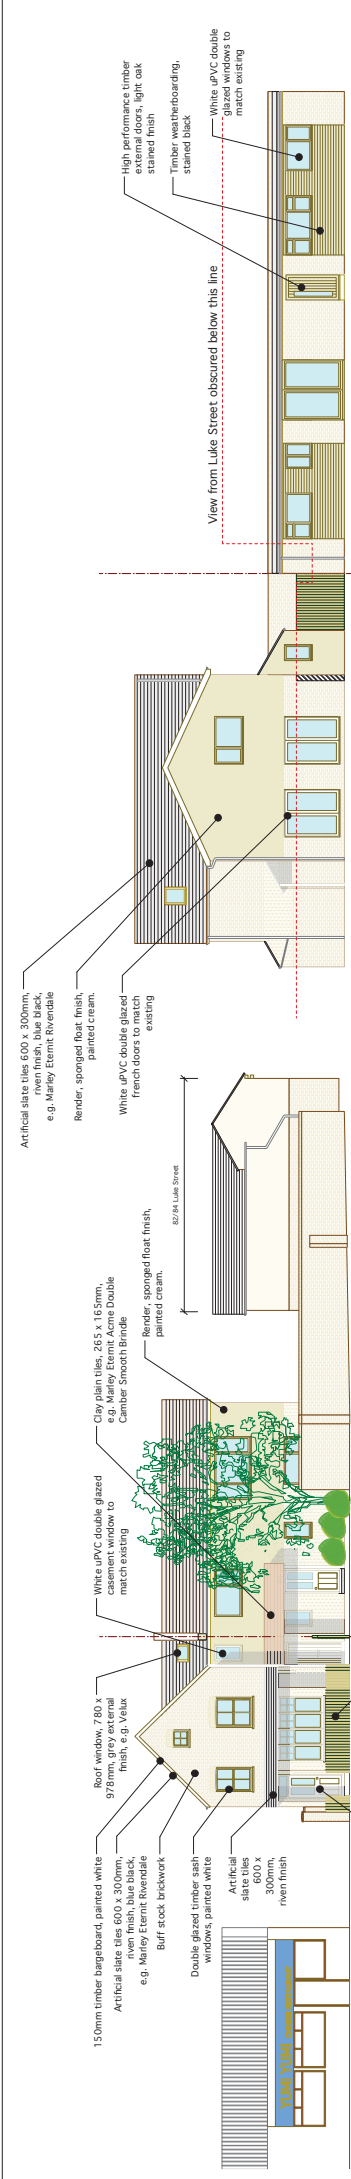 150mm timber bargeboard, painted white
Artificial slate tiles 600 x 300mm,
riven finish, blue black,
e.g. Marley Eternit Rivendale
Buff stock brickwork
Double glazed timber sash
windows, painted white
Artificial
slate tiles
600 x
300mm,
riven finish
YUMI YUMI
Roof window, 780 x
978mm, grey external
finish, e.g. Velux
White uPVC double glazed
casement window to
match existing
Clay plain tiles, 265 x 165mm,
e.g. Marley Eternit Acme Double
Camber Smooth Brindle
Render, sponged float finish,
painted cream.
82/84 Luke Street
Artificial slate tiles 600 x 300mm,
riven finish, blue black,
e.g. Marley Eternit Rivendale
Render, sponged float finish,
painted cream.
White uPVC double glazed
french doors to match
existing
View from Luke Street obscured below this line
High performance timber
external doors, light oak
stained finish
Timber weatherboarding,
stained black
White uPVC double
glazed windows to
match existing